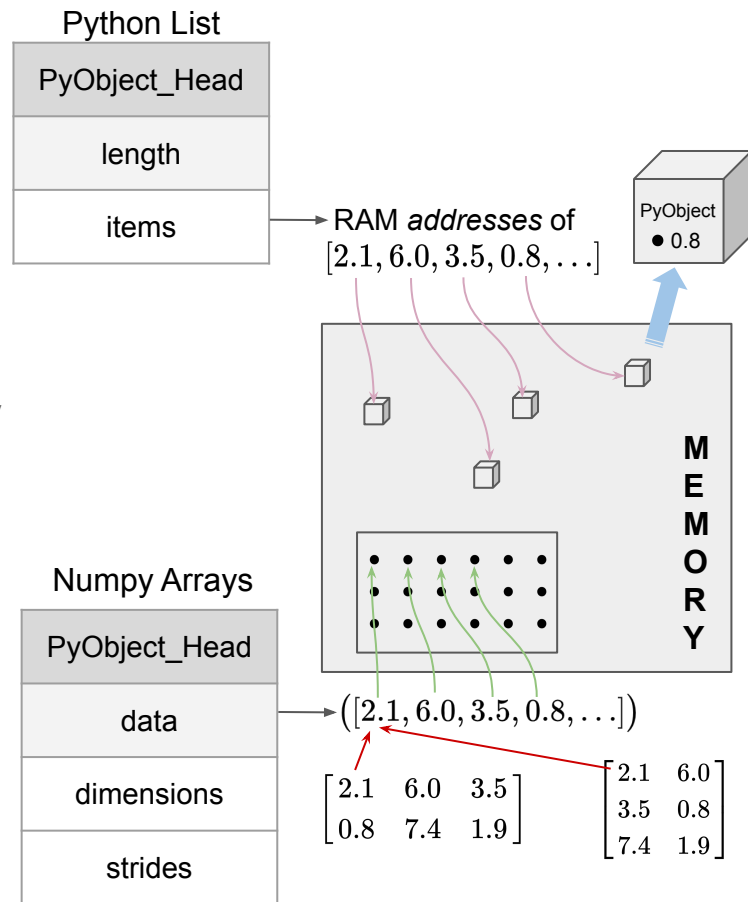 Python List
PyObject_Head
length
items
RAM addresses of
[2.1, 6.0, 3.5, 0.8, . . .]
PyObject
● 0.8
MEMORY
Numpy Arrays
PyObject_Head
data
dimensions
strides
([2.1, 6.0, 3.5, 0.8, . . .])
2.1 6.0 3.5
0.8 7.4 1.9
2.1 6.0
3.5 0.8
7.4 1.9